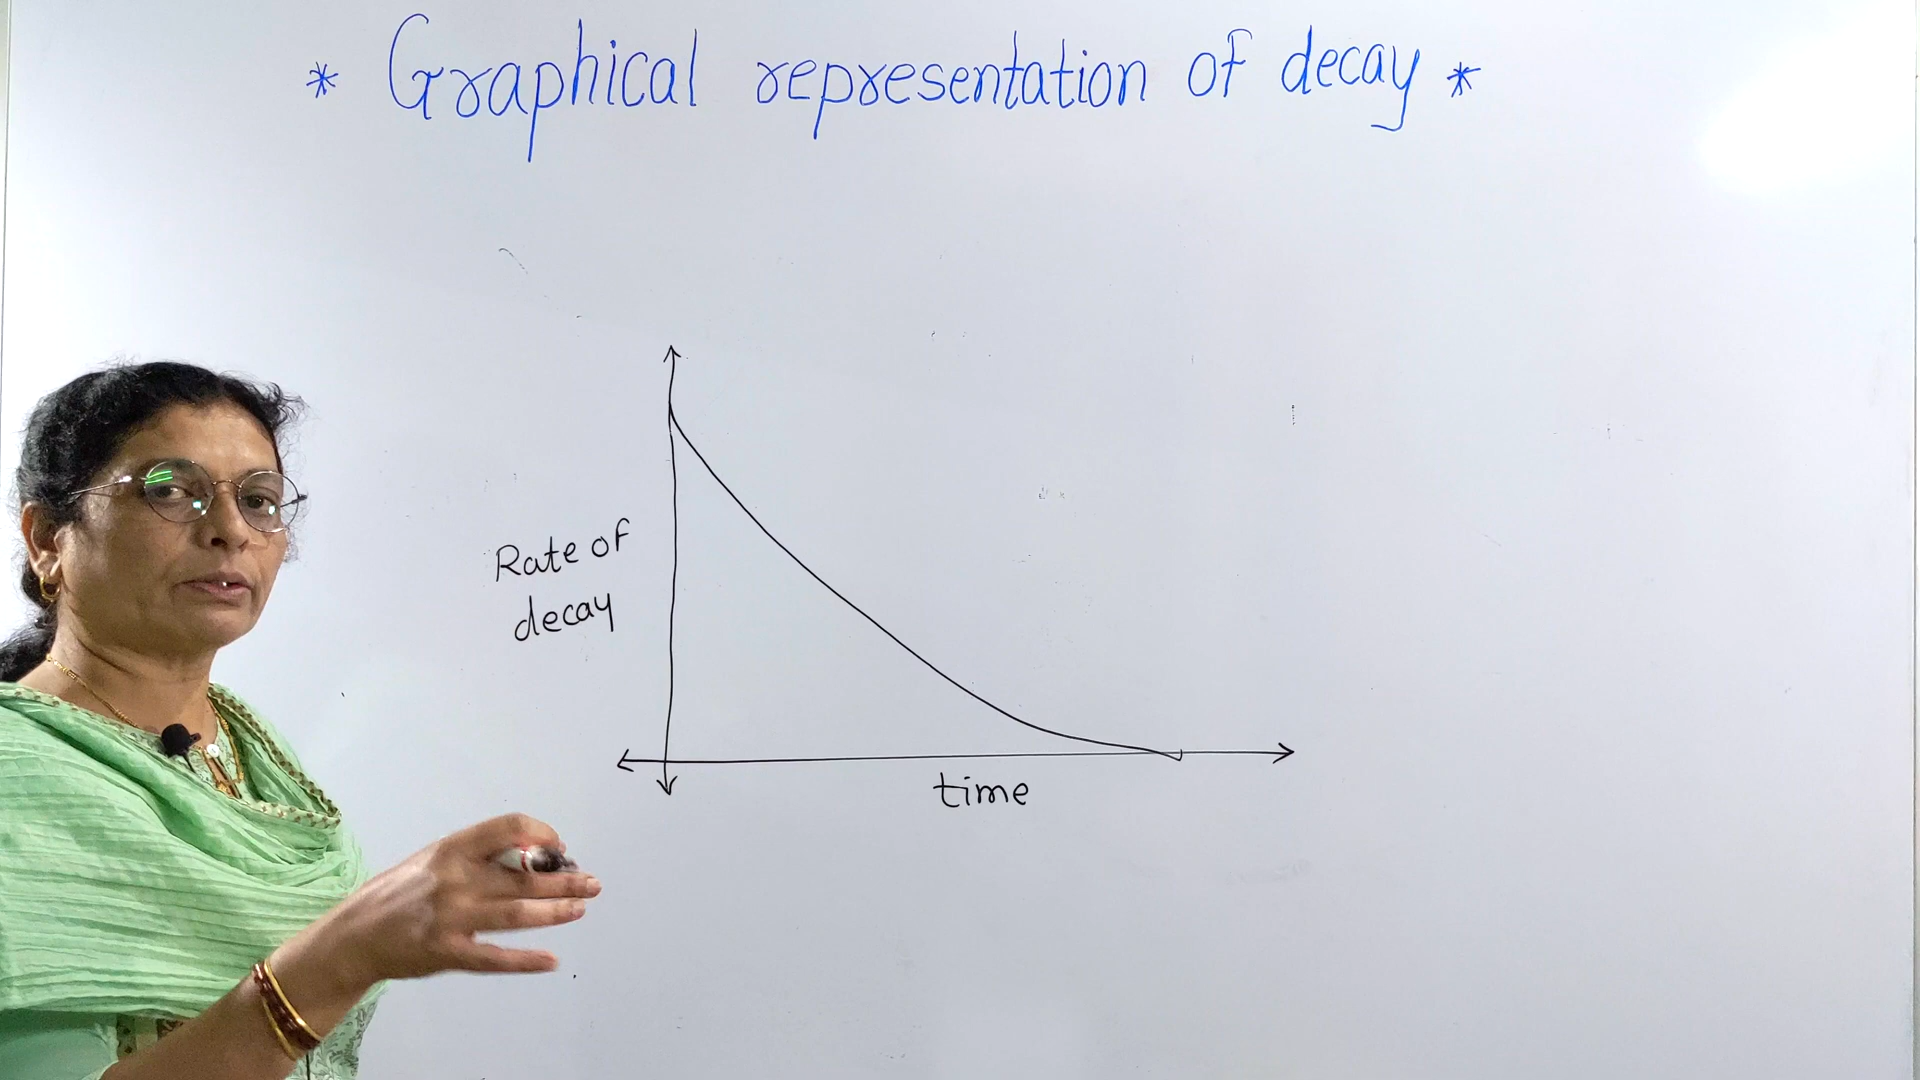 * Graphical representation of decay *
Rate of
decay
time